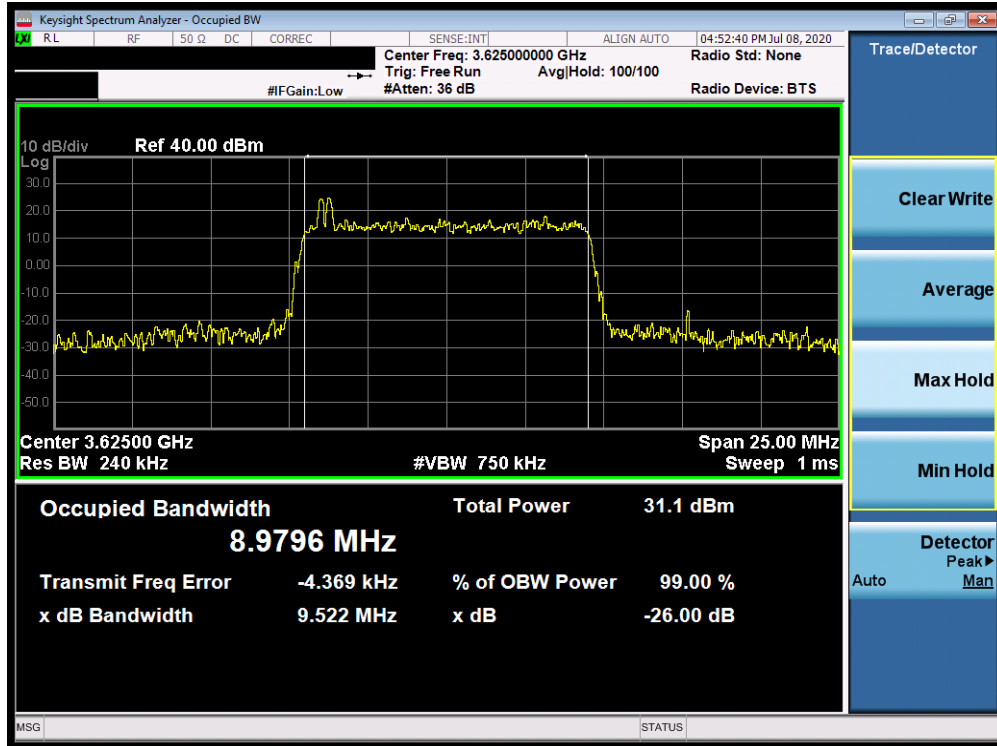 Keysight Spectrum Analyzer - Occupied BW
LXI RL RF 50 Ω DC CORREC SENSE:INT ALIGN AUTO 04:52:40 PM Jul 08, 2020
Center Freq: 3.625000000 GHz Radio Std: None
Trig: Free Run Avg|Hold: 100/100
#IFGain:Low #Atten: 36 dB Radio Device: BTS
10 dB/div Ref 40.00 dBm
Log
30.0
20.0
10.0
0.00
-10.0
-20.0
-30.0
-40.0
-50.0
Center 3.62500 GHz Span 25.00 MHz
Res BW 240 kHz #VBW 750 kHz Sweep 1 ms
Occupied Bandwidth Total Power 31.1 dBm
8.9796 MHz
Transmit Freq Error -4.369 kHz % of OBW Power 99.00 %
x dB Bandwidth 9.522 MHz x dB -26.00 dB
MSG STATUS
Trace/Detector
Clear Write
Average
Max Hold
Min Hold
Detector
Peak▶
Auto Man